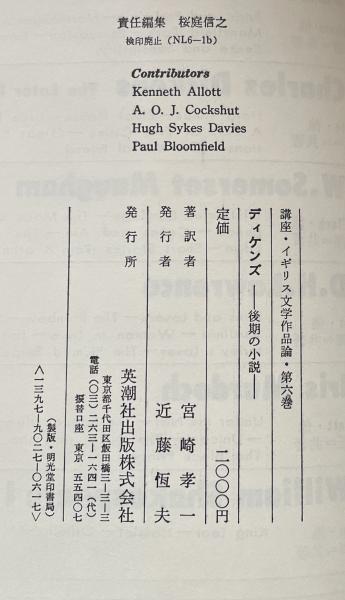 責任編集 桜庭信之
検印廃止(NL6—1b)
Contributors
Kenneth Allott
A. O. J. Cockshut
Hugh Sykes Davies
Paul Bloomfield
講座・イギリス文学作品論・第六巻
ディケンズ—後期の小説
定価 二〇〇〇円
著訳者 宮崎孝一
発行者 近藤恆夫
発行所 英潮社出版株式会社
東京都千代田区飯田橋三—三—三
電話(〇三)二六三—一六四一(代)
振替口座 東京 五五四〇七
(製版・明光堂印書局)
<一三九七—九〇二七—〇六一七>